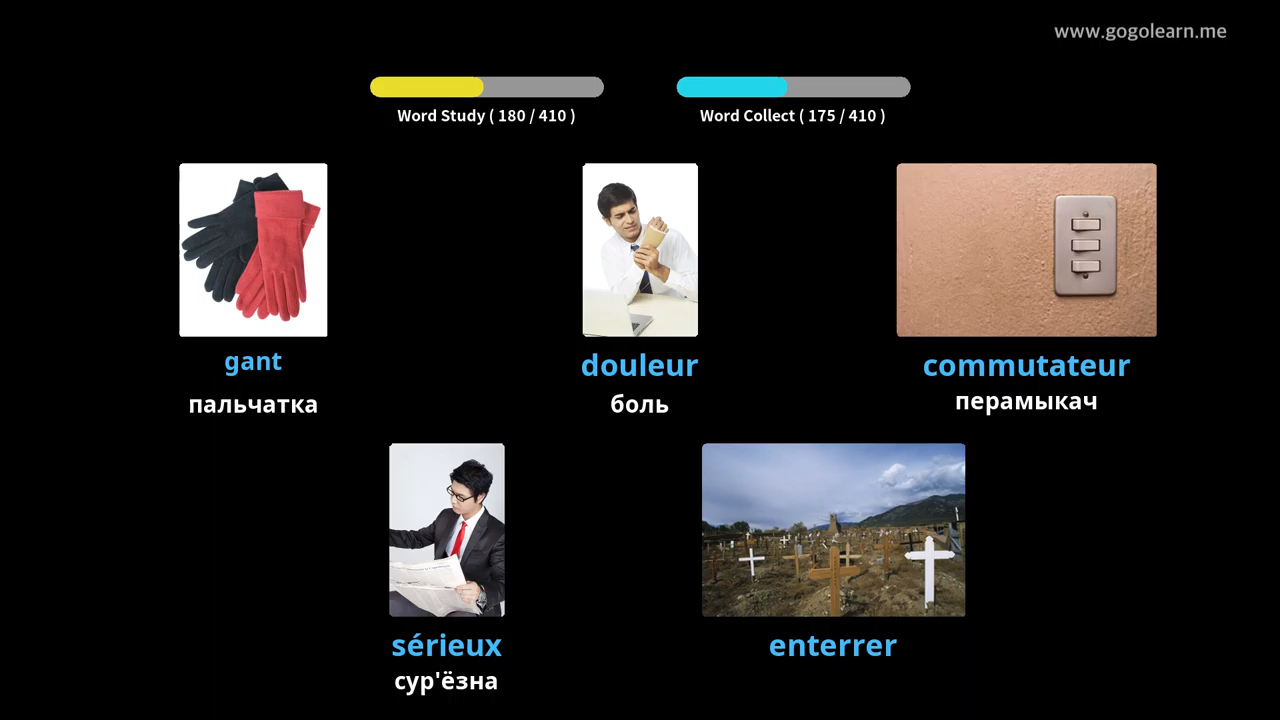 www.gogolearn.me
Word Study ( 180 / 410 )
Word Collect ( 175 / 410 )
gant
пальчатка
douleur
боль
commutateur
перамыкач
sérieux
сур'ёзна
enterrer